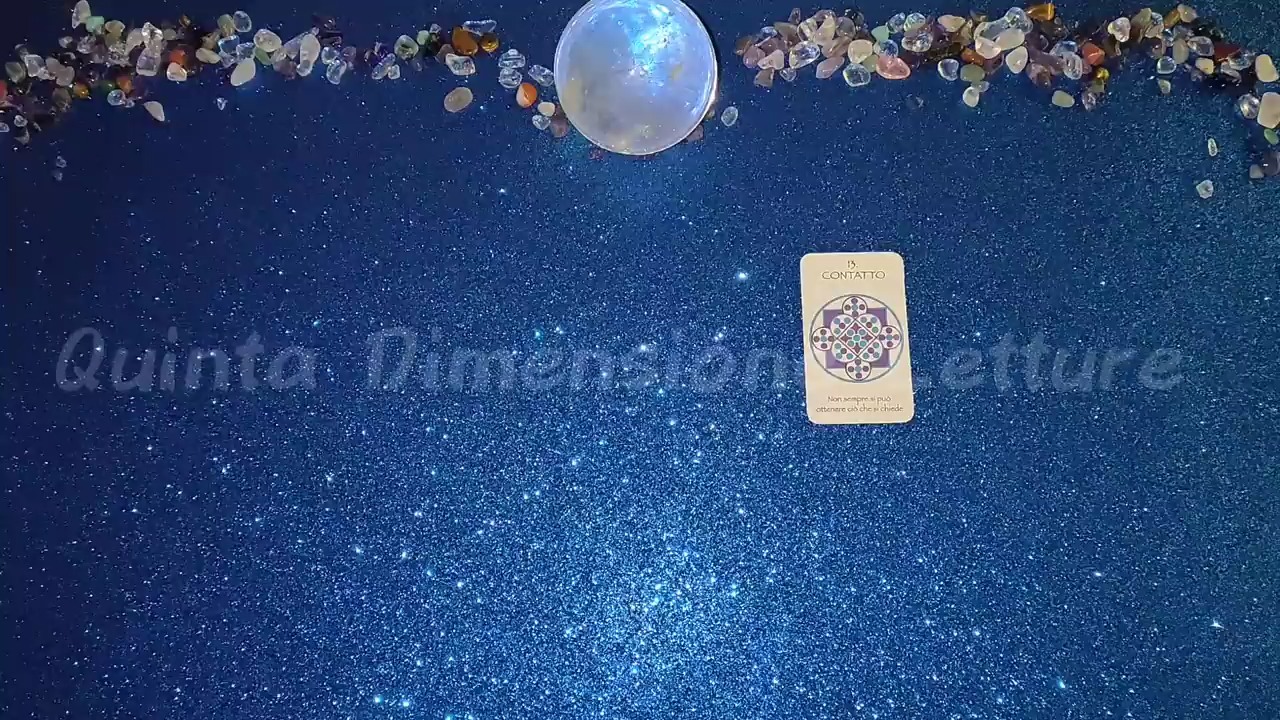 13.
CONTATTO
Quinta Dimensione Letture
Non sempre si può
ottenere ciò che si chiede